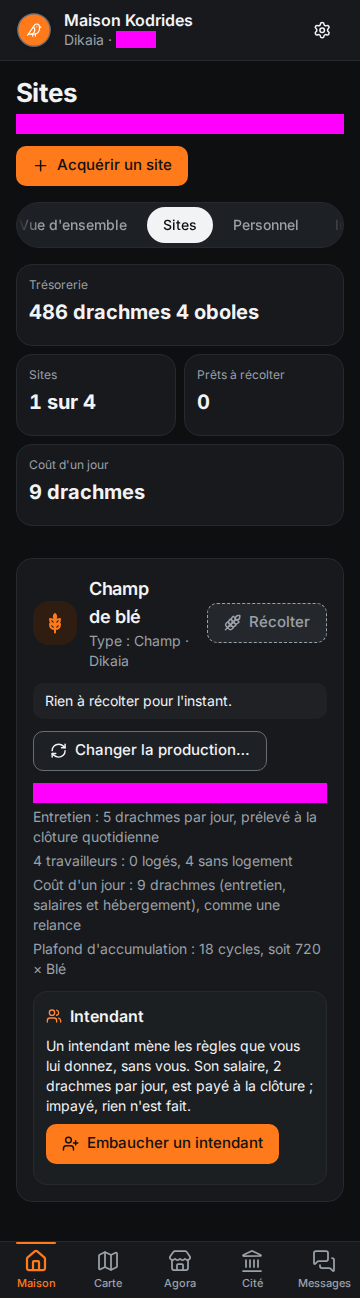 Maison Kodrides
Dikaia ·
Sites
Acquérir un site
Vue d'ensemble
Sites
Personnel
Trésorerie
486 drachmes 4 oboles
Sites
1 sur 4
Prêts à récolter
0
Coût d'un jour
9 drachmes
Champ
de blé
Type : Champ ·
Dikaia
Récolter
Rien à récolter pour l'instant.
Changer la production...
Entretien : 5 drachmes par jour, prélevé à la
clôture quotidienne
4 travailleurs : 0 logés, 4 sans logement
Coût d'un jour : 9 drachmes (entretien,
salaires et hébergement), comme une
relance
Plafond d'accumulation : 18 cycles, soit 720
× Blé
Intendant
Un intendant mène les règles que vous
lui donnez, sans vous. Son salaire, 2
drachmes par jour, est payé à la clôture ;
impayé, rien n'est fait.
Embaucher un intendant
Maison
Carte
Agora
Cité
Messages